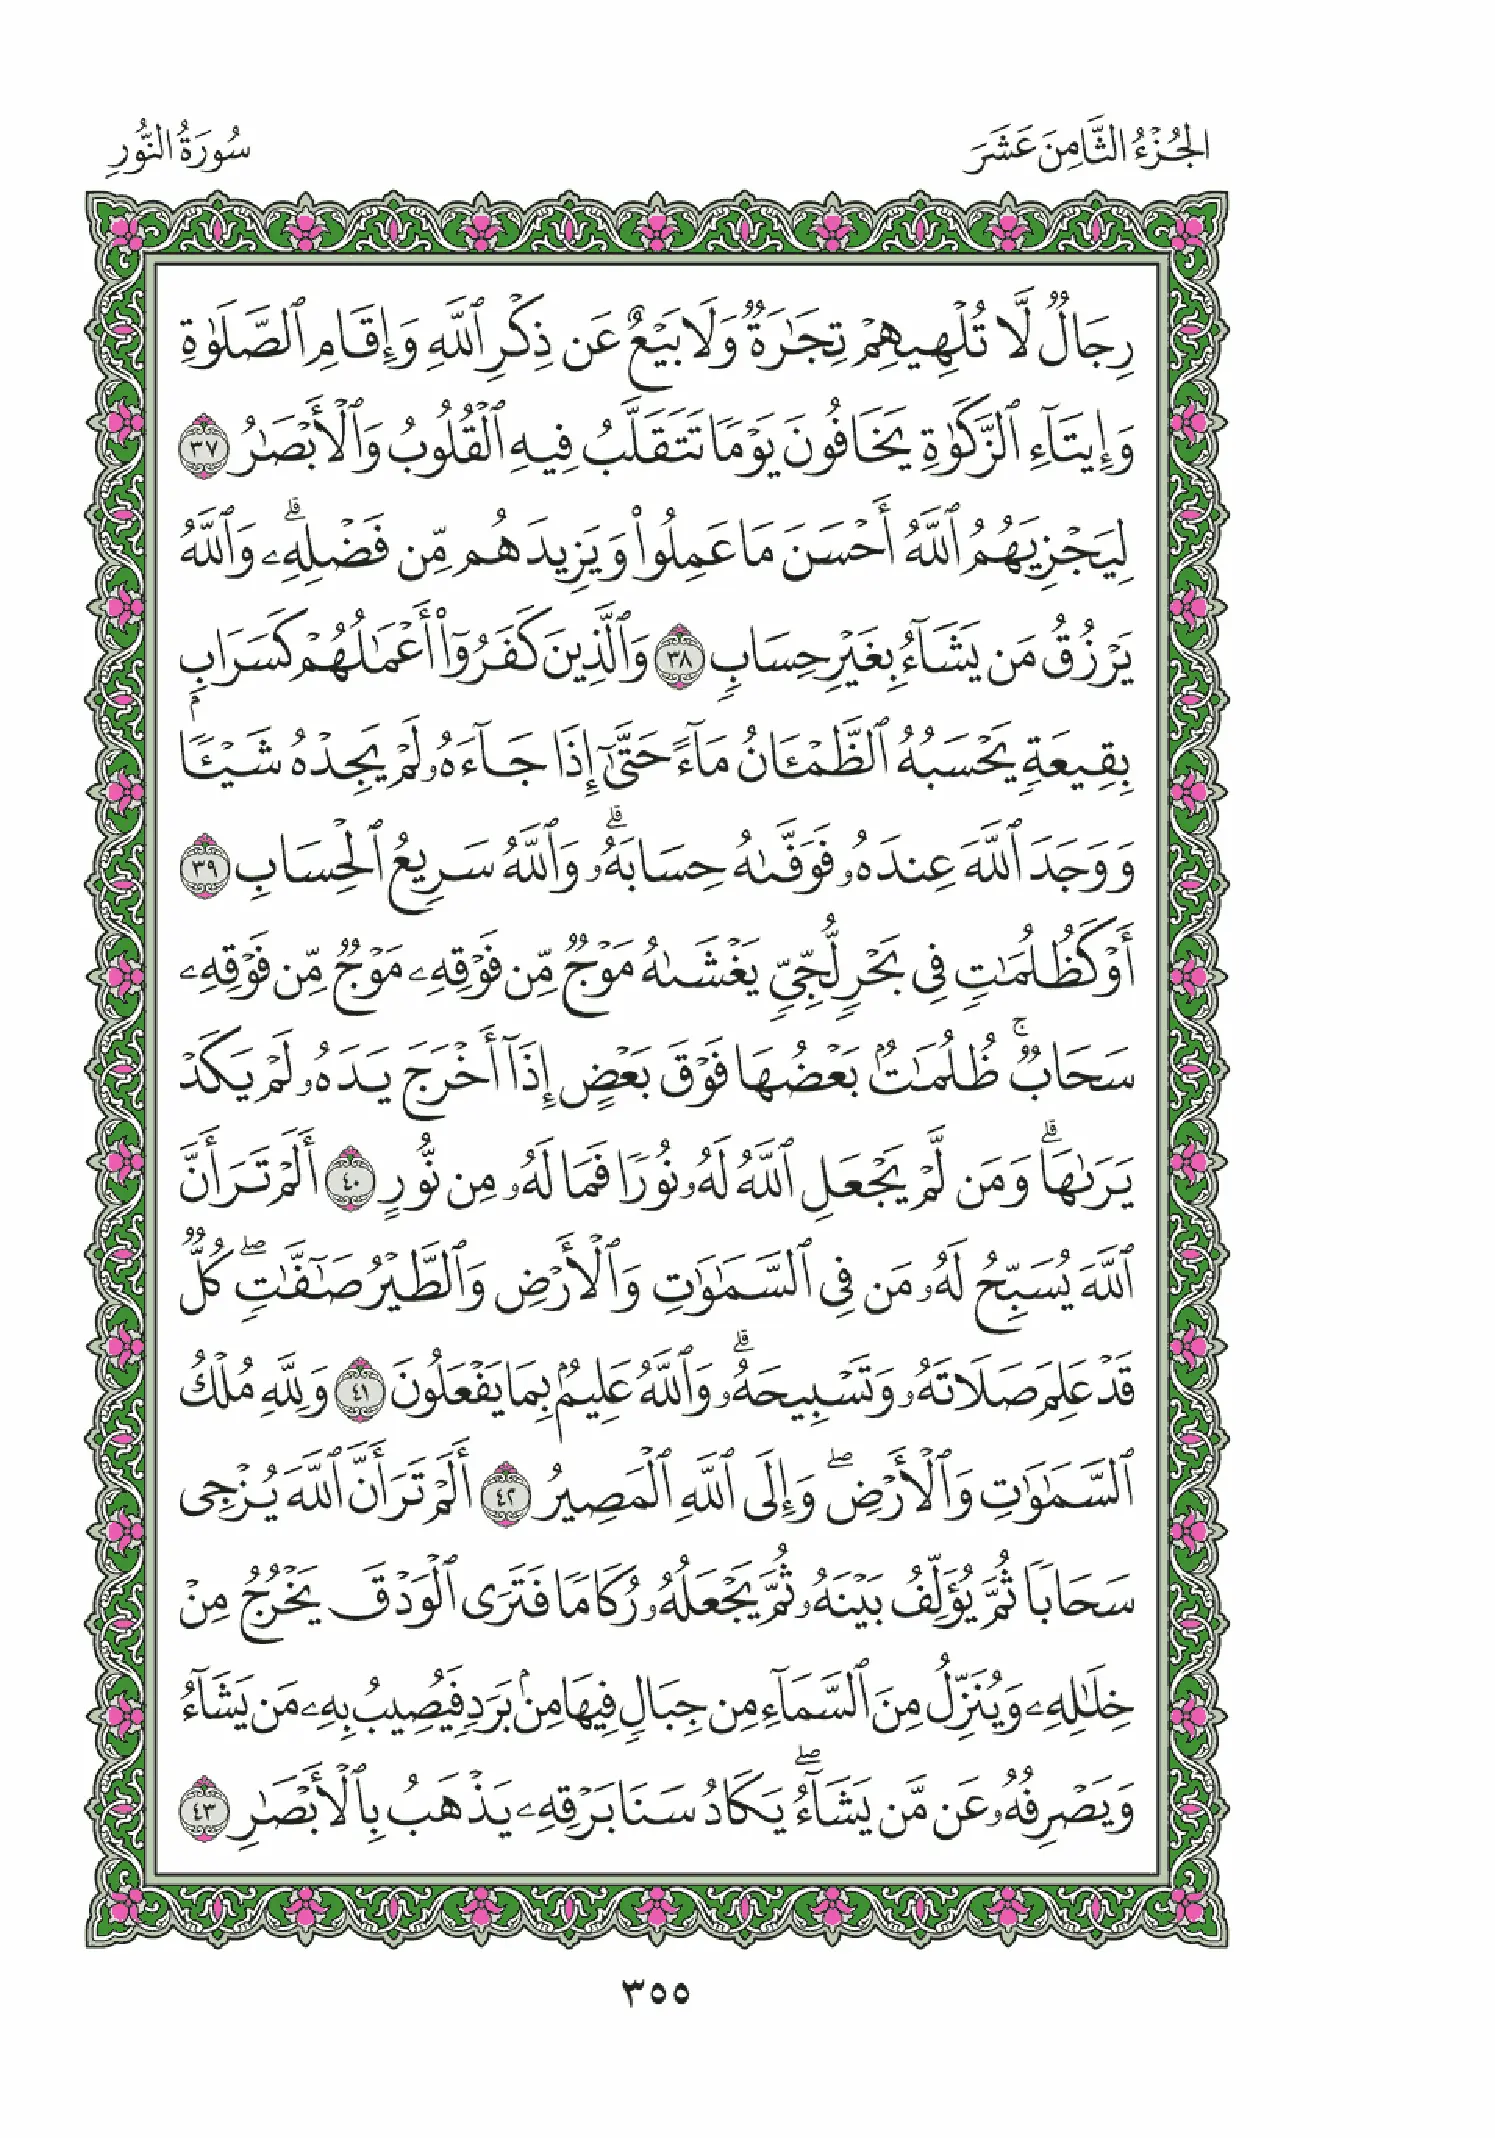 الجُزْءُ الثَّامِنَ عَشَرَ
سُورَةُ النُّورِ
رِجَالٌ لَّا تُلْهِيهِمْ تِجَٰرَةٌ وَلَا بَيْعٌ عَن ذِكْرِ ٱللَّهِ وَإِقَامِ ٱلصَّلَوٰةِ
وَإِيتَآءِ ٱلزَّكَوٰةِ يَخَافُونَ يَوْمًا تَتَقَلَّبُ فِيهِ ٱلْقُلُوبُ وَٱلْأَبْصَٰرُ ٣٧
لِيَجْزِيَهُمُ ٱللَّهُ أَحْسَنَ مَا عَمِلُوا۟ وَيَزِيدَهُم مِّن فَضْلِهِۦ ۗ وَٱللَّهُ
يَرْزُقُ مَن يَشَآءُ بِغَيْرِ حِسَابٍ ٣٨ وَٱلَّذِينَ كَفَرُوٓا۟ أَعْمَٰلُهُمْ كَسَرَابٍۭ
بِقِيعَةٍ يَحْسَبُهُ ٱلظَّمْـَٔانُ مَآءً حَتَّىٰٓ إِذَا جَآءَهُۥ لَمْ يَجِدْهُ شَيْـًٔا
وَوَجَدَ ٱللَّهَ عِندَهُۥ فَوَفَّىٰهُ حِسَابَهُۥ ۗ وَٱللَّهُ سَرِيعُ ٱلْحِسَابِ ٣٩
أَوْ كَظُلُمَٰتٍ فِى بَحْرٍ لُّجِّىٍّ يَغْشَىٰهُ مَوْجٌ مِّن فَوْقِهِۦ مَوْجٌ مِّن فَوْقِهِۦ
سَحَابٌ ۚ ظُلُمَٰتٌۢ بَعْضُهَا فَوْقَ بَعْضٍ إِذَآ أَخْرَجَ يَدَهُۥ لَمْ يَكَدْ
يَرَىٰهَا ۗ وَمَن لَّمْ يَجْعَلِ ٱللَّهُ لَهُۥ نُورًا فَمَا لَهُۥ مِن نُّورٍ ٤٠ أَلَمْ تَرَ أَنَّ
ٱللَّهَ يُسَبِّحُ لَهُۥ مَن فِى ٱلسَّمَٰوَٰتِ وَٱلْأَرْضِ وَٱلطَّيْرُ صَٰٓفَّٰتٍ ۖ كُلٌّ
قَدْ عَلِمَ صَلَاتَهُۥ وَتَسْبِيحَهُۥ ۗ وَٱللَّهُ عَلِيمٌۢ بِمَا يَفْعَلُونَ ٤١ وَلِلَّهِ مُلْكُ
ٱلسَّمَٰوَٰتِ وَٱلْأَرْضِ ۖ وَإِلَى ٱللَّهِ ٱلْمَصِيرُ ٤٢ أَلَمْ تَرَ أَنَّ ٱللَّهَ يُزْجِى
سَحَابًا ثُمَّ يُؤَلِّفُ بَيْنَهُۥ ثُمَّ يَجْعَلُهُۥ رُكَامًا فَتَرَى ٱلْوَدْقَ يَخْرُجُ مِنْ
خِلَٰلِهِۦ وَيُنَزِّلُ مِنَ ٱلسَّمَآءِ مِن جِبَالٍ فِيهَا مِنۢ بَرَدٍ فَيُصِيبُ بِهِۦ مَن يَشَآءُ
وَيَصْرِفُهُۥ عَن مَّن يَشَآءُ ۖ يَكَادُ سَنَا بَرْقِهِۦ يَذْهَبُ بِٱلْأَبْصَٰرِ ٤٣
٣٥٥